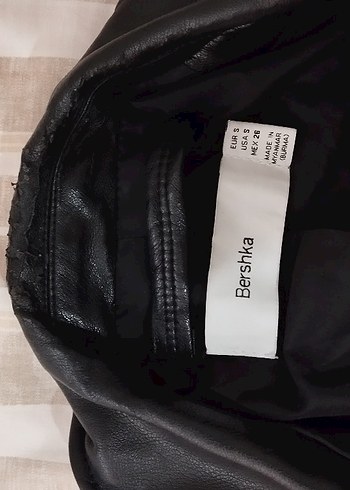 EUR S
USA S
MEX 26
MADE IN
MYANMAR
(BURMA)
Bershka